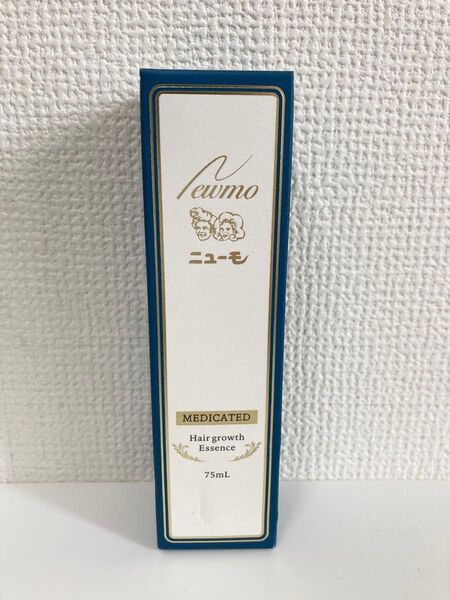 Newmo
ニューモ
MEDICATED
Hair growth
Essence
75mL